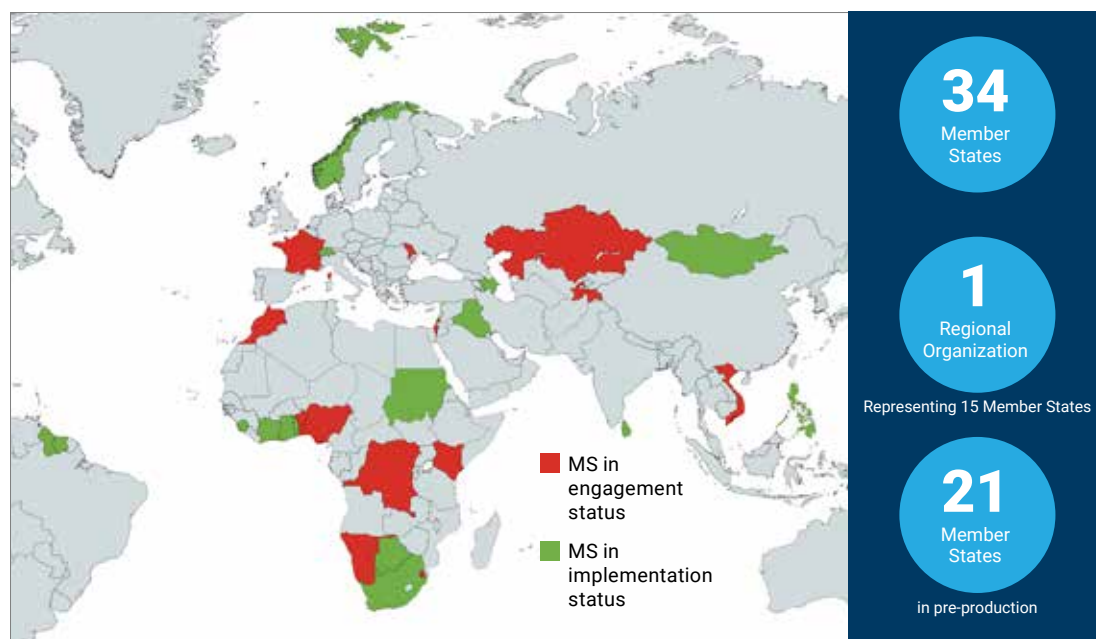 MS in
engagement
status
MS in
implementation
status
34
Member
States
1
Regional
Organization
Representing 15 Member States
21
Member
States
in pre-production